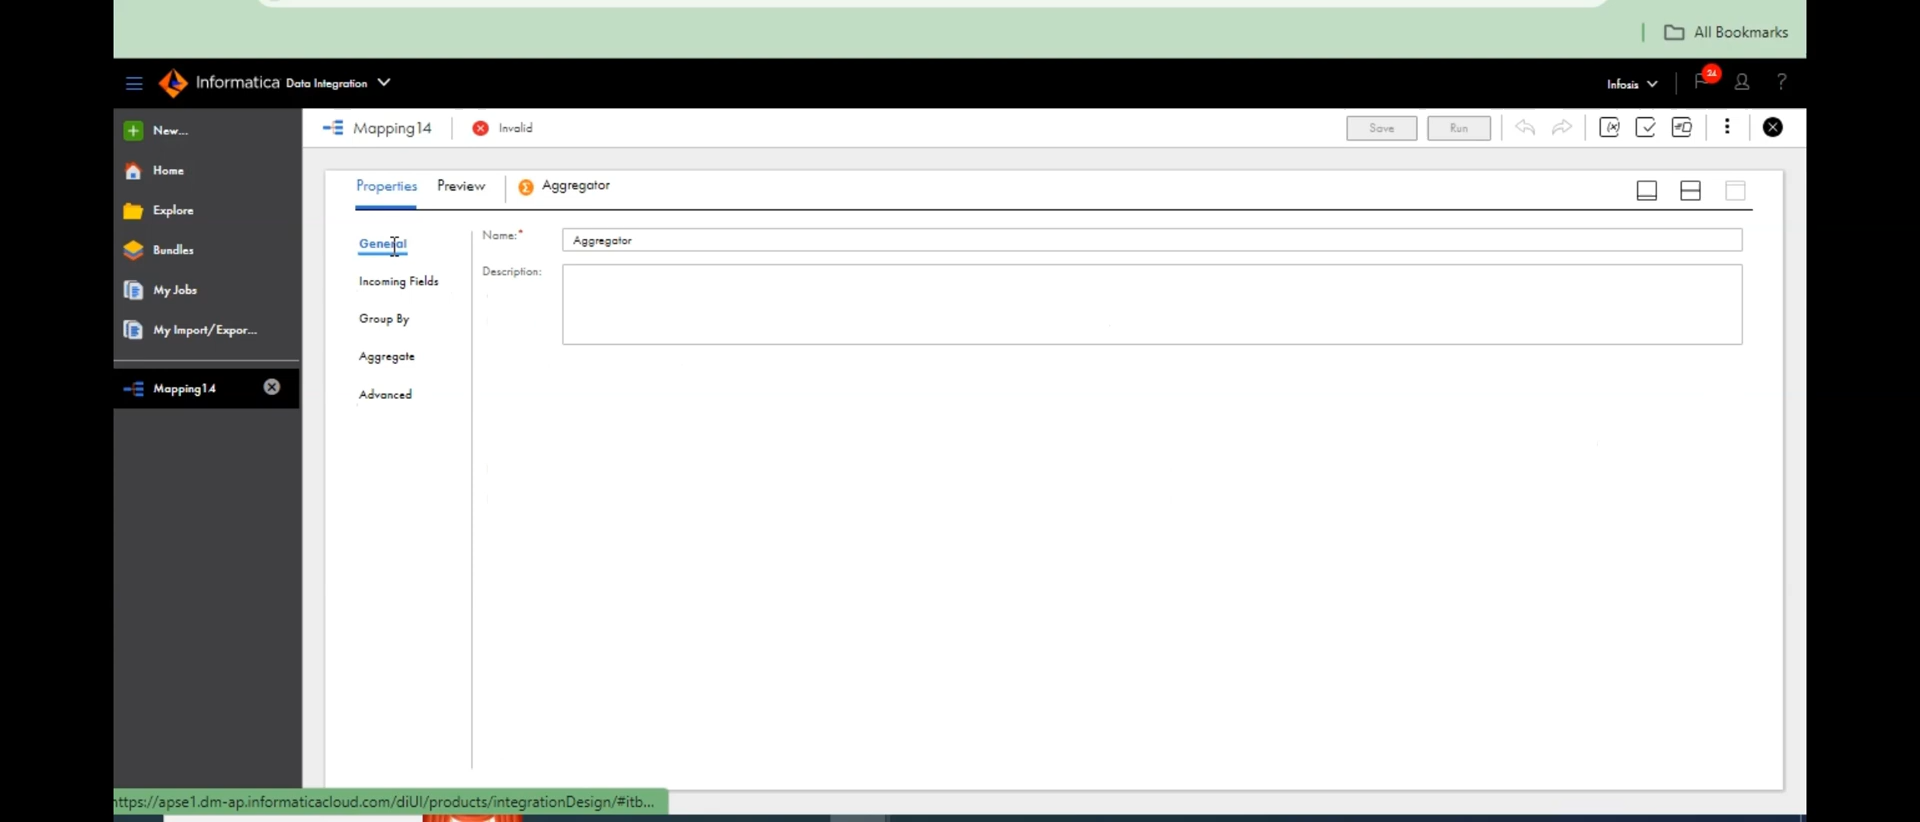 All Bookmarks
Informatica Data Integration
Infosis
24
?
New...
Mapping14
Invalid
Save
Run
Home
Properties
Preview
Aggregator
Explore
General
Name:*
Aggregator
Bundles
Description:
Incoming Fields
My Jobs
Group By
My Import/Expor...
Aggregate
Mapping14
Advanced
https://apse1.dm-ap.informaticacloud.com/diUI/products/integrationDesign/#itb...